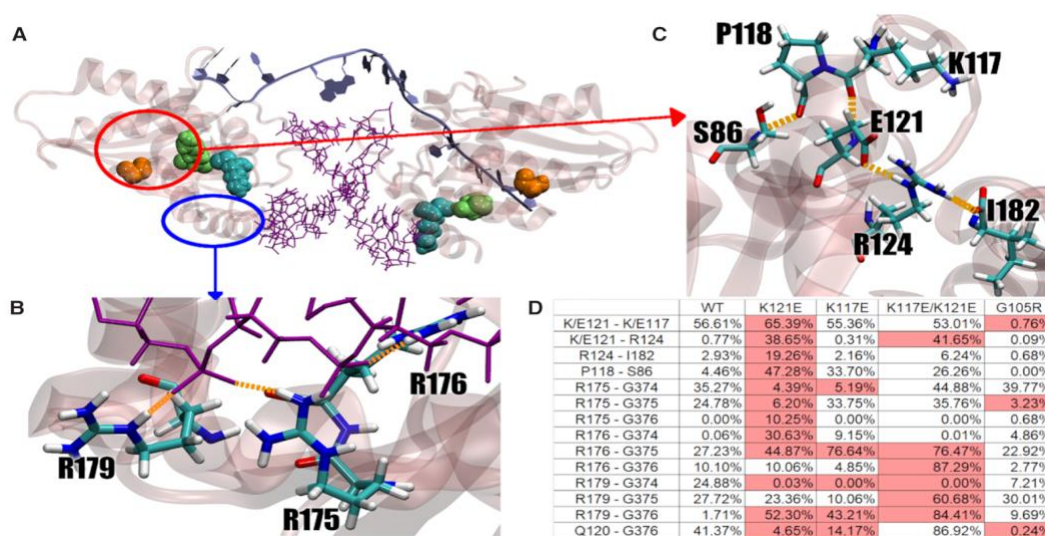 A
B
R179
R176
R175
C
P118
K117
S86
E121
I182
R124
D
WT K121E K117E K117E/K121E G105R
K/E121 - K/E117 56.61% 65.39% 55.36% 53.01% 0.76%
K/E121 - R124 0.77% 38.65% 0.31% 41.65% 0.09%
R124 - I182 2.93% 19.26% 2.16% 6.24% 0.68%
P118 - S86 4.46% 47.28% 33.70% 26.26% 0.00%
R175 - G374 35.27% 4.39% 5.19% 44.88% 39.77%
R175 - G375 24.78% 6.20% 33.75% 35.76% 3.23%
R175 - G376 0.00% 10.25% 0.00% 0.00% 0.68%
R176 - G374 0.06% 30.63% 9.15% 0.01% 4.86%
R176 - G375 27.23% 44.87% 76.64% 76.47% 22.92%
R176 - G376 10.10% 10.06% 4.85% 87.29% 2.77%
R179 - G374 24.88% 0.03% 0.00% 0.00% 7.21%
R179 - G375 27.72% 23.36% 10.06% 60.68% 30.01%
R179 - G376 1.71% 52.30% 43.21% 84.41% 9.69%
Q120 - G376 41.37% 4.65% 14.17% 86.92% 0.24%